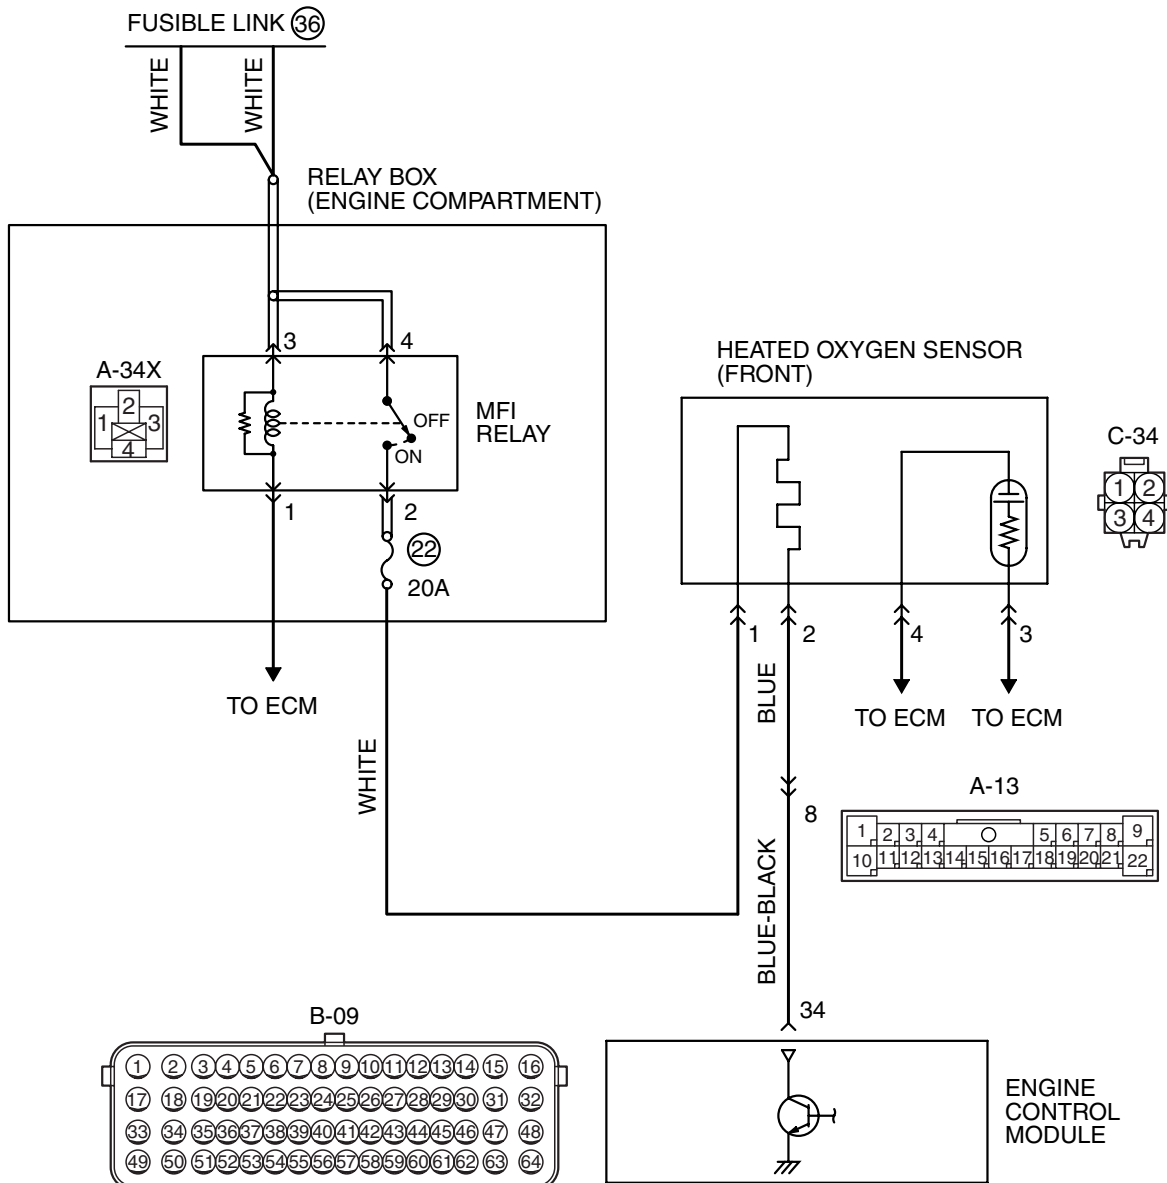 FUSIBLE LINK 36
WHITE
WHITE
RELAY BOX
(ENGINE COMPARTMENT)
3
4
A-34X
1
2
3
4
OFF
ON
MFI
RELAY
1
2
22
20A
TO ECM
WHITE
HEATED OXYGEN SENSOR
(FRONT)
C-34
1 2
3 4
1
2
4
3
BLUE
TO ECM
TO ECM
8
A-13
1 2 3 4 5 6 7 8 9
10 11 12 13 14 15 16 17 18 19 20 21 22
BLUE-BLACK
34
B-09
1 2 3 4 5 6 7 8 9 10 11 12 13 14 15 16
17 18 19 20 21 22 23 24 25 26 27 28 29 30 31 32
33 34 35 36 37 38 39 40 41 42 43 44 45 46 47 48
49 50 51 52 53 54 55 56 57 58 59 60 61 62 63 64
ENGINE
CONTROL
MODULE